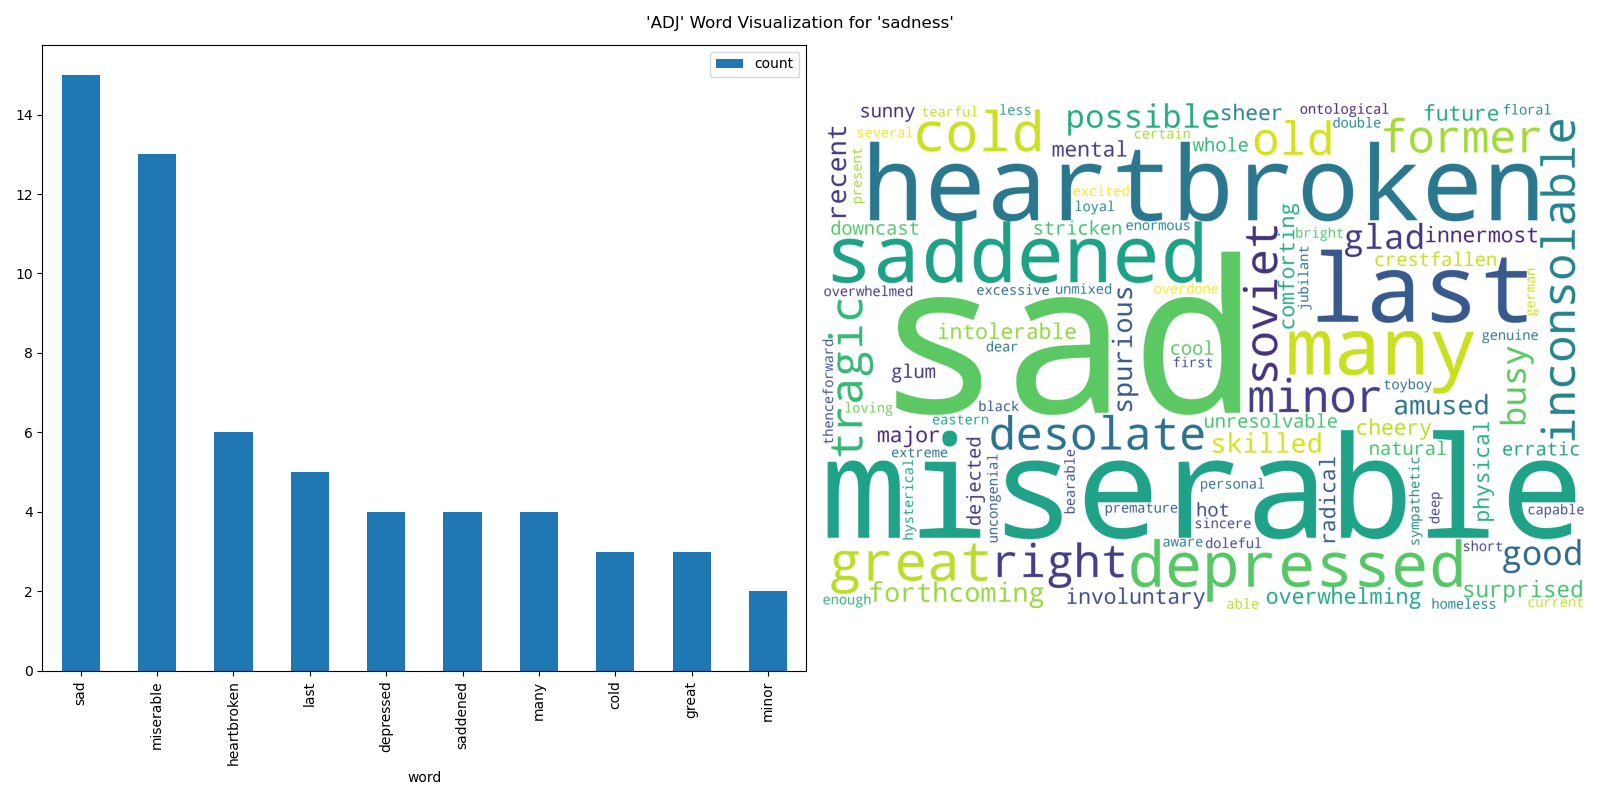 'ADJ' Word Visualization for 'sadness'
count
14
12
10
8
6
4
2
0
sad
miserable
heartbroken
last
depressed
saddened
many
cold
great
minor
word
sunny
tearful
less
possible
sheer
ontological
future
floral
several
cold
certain
double
old
former
recent
present
mental
whole
heartbroken
inconsolable
excited
loyal
downcast
stricken
enormous
comforting
bright
glad
innermost
saddened
soviet
jubilant
last
crestfallen
german
overwhelmed
excessive
unmixed
overdone
sad
tragic
intolerable
dear
spurious
cool
first
many
genuine
thenceforward
glum
minor
toyboy
busy
loving
black
amused
eastern
unresolvable
cheery
major
desolate
skilled
natural
erratic
extreme
miserable
hysterical
dejected
uncongenial
bearable
personal
radical
sympathetic
deep
physical
premature
hot
sincere
capable
great
right
aware
doleful
depressed
short
good
enough
forthcoming
involuntary
able
overwhelming
homeless
surprised
current